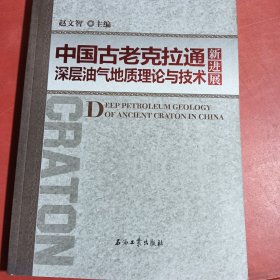 赵文智 ◎主编
中国古老克拉通
深层油气地质理论与技术
新进展
DEEP PETROLEUM GEOLOGY
OF ANCIENT CRATON IN CHINA
CRATON
石油工业出版社